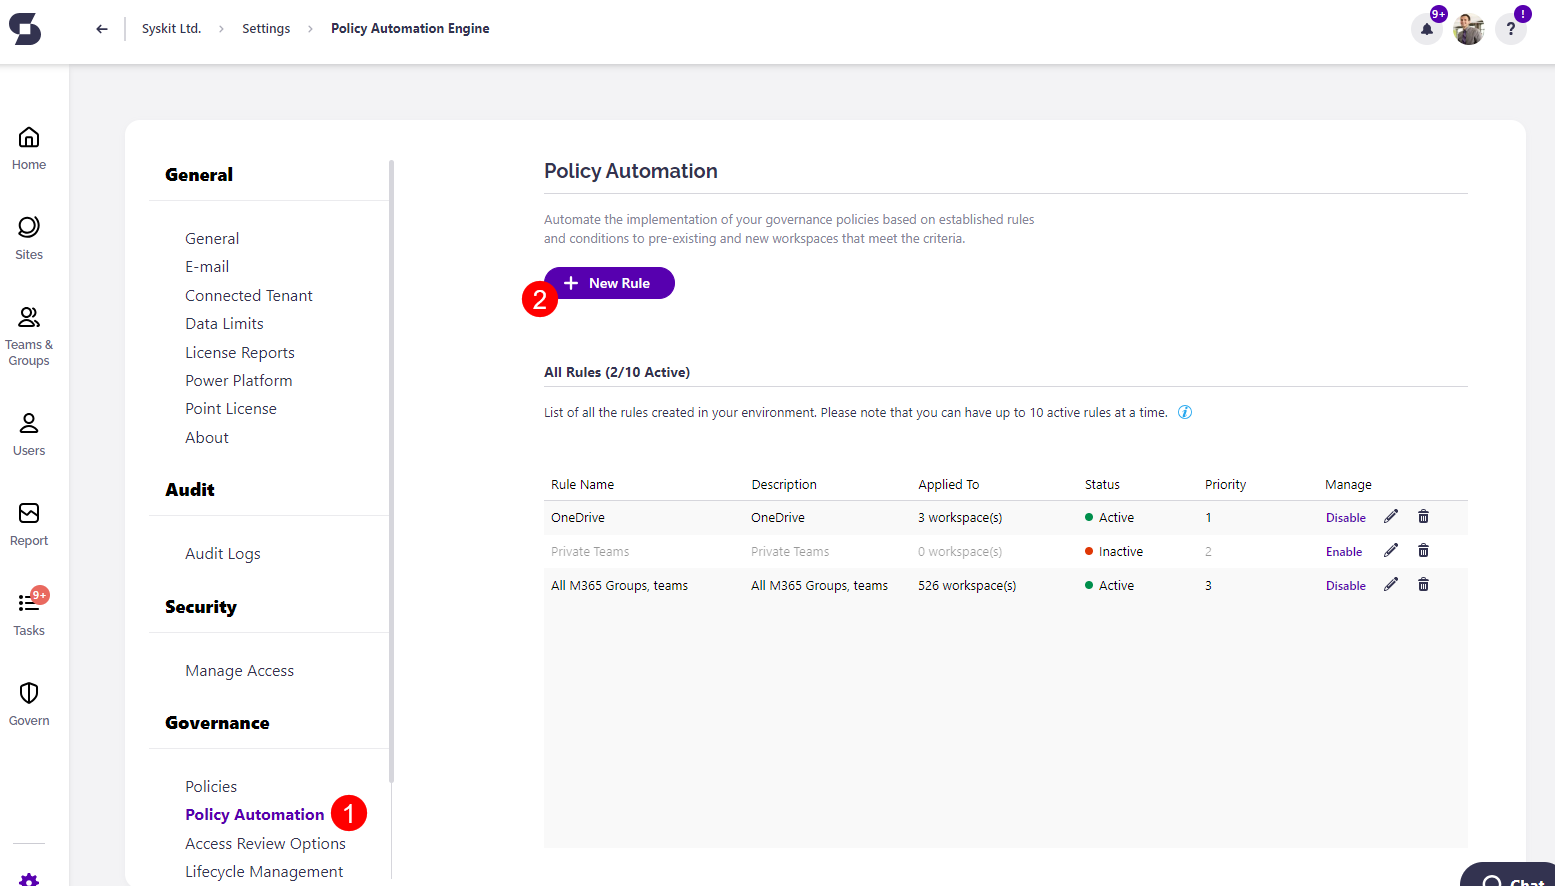 Syskit Ltd. > Settings > Policy Automation Engine
9+
?
!
Home
Sites
Teams &
Groups
Users
Report
9+
Tasks
Govern
General
General
E-mail
Connected Tenant
Data Limits
License Reports
Power Platform
Point License
About
Audit
Audit Logs
Security
Manage Access
Governance
Policies
Policy Automation 1
Access Review Options
Lifecycle Management
Policy Automation
Automate the implementation of your governance policies based on established rules
and conditions to pre-existing and new workspaces that meet the criteria.
+ New Rule
2
All Rules (2/10 Active)
List of all the rules created in your environment. Please note that you can have up to 10 active rules at a time. i
Rule Name Description Applied To Status Priority Manage
OneDrive OneDrive 3 workspace(s) Active 1 Disable
Private Teams Private Teams 0 workspace(s) Inactive 2 Enable
All M365 Groups, teams All M365 Groups, teams 526 workspace(s) Active 3 Disable
Chat